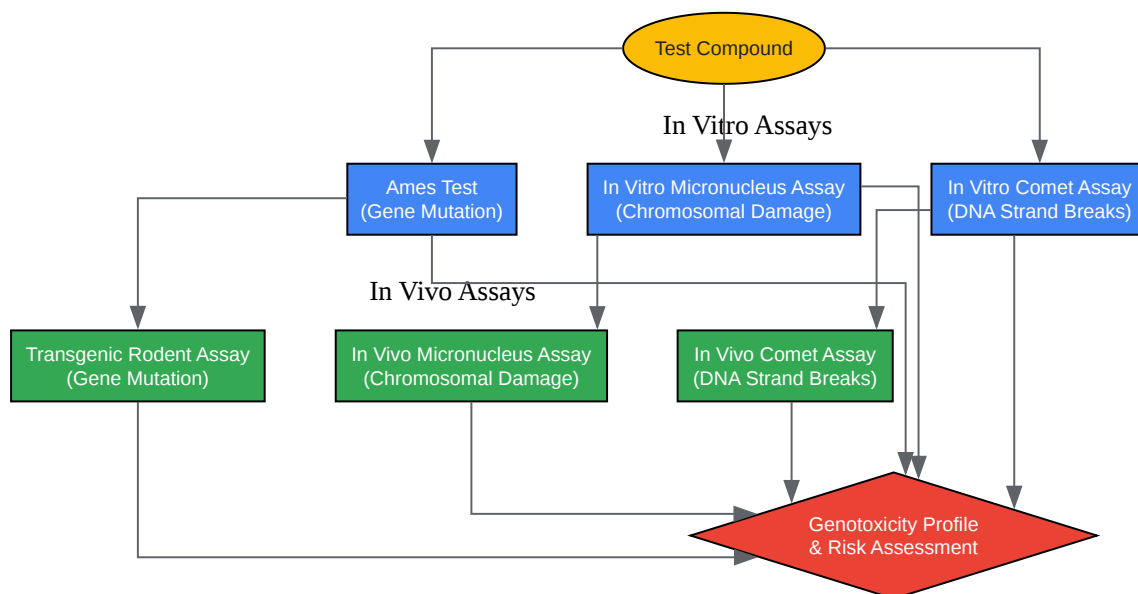 Test Compound
In Vitro Assays
Ames Test
(Gene Mutation)
In Vitro Micronucleus Assay
(Chromosomal Damage)
In Vitro Comet Assay
(DNA Strand Breaks)
In Vivo Assays
Transgenic Rodent Assay
(Gene Mutation)
In Vivo Micronucleus Assay
(Chromosomal Damage)
In Vivo Comet Assay
(DNA Strand Breaks)
Genotoxicity Profile
& Risk Assessment